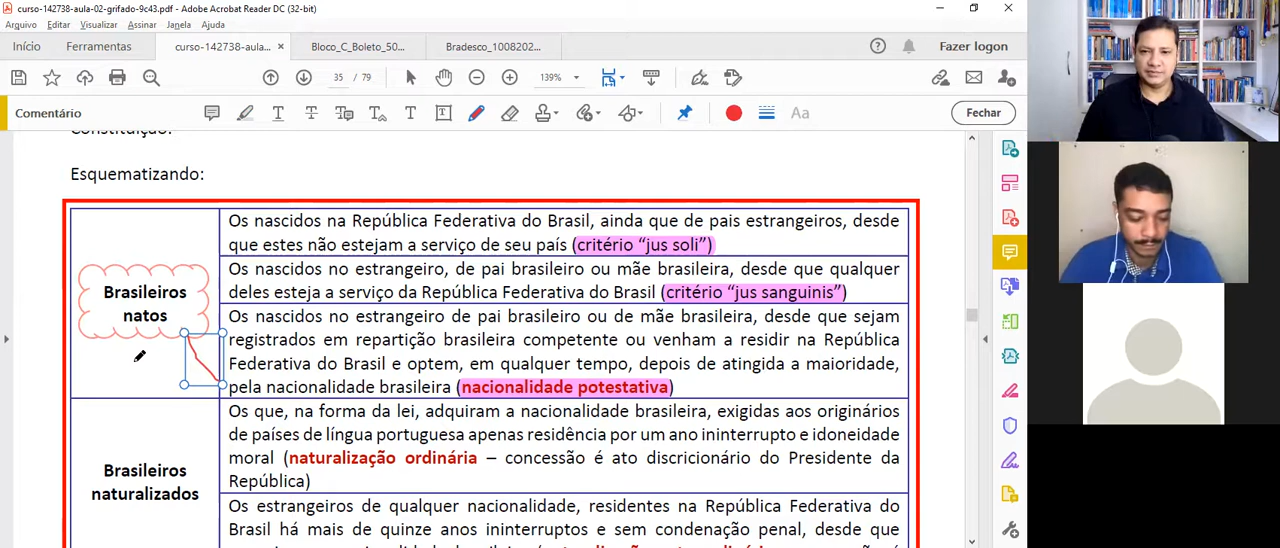 curso-142738-aula-02-grifado-9c43.pdf - Adobe Acrobat Reader DC (32-bit)
Arquivo Editar Visualizar Assinar Janela Ajuda
Início Ferramentas curso-142738-aula... × Bloco_C_Boleto_50... Bradesco_1008202... Fazer logon
35 / 79 139%
Comentário Aa Fechar
Constituição.
Esquematizando:
Os nascidos na República Federativa do Brasil, ainda que de pais estrangeiros, desde
que estes não estejam a serviço de seu país (critério “jus soli”)
Os nascidos no estrangeiro, de pai brasileiro ou mãe brasileira, desde que qualquer
deles esteja a serviço da República Federativa do Brasil (critério “jus sanguinis”)
Brasileiros
natos
Os nascidos no estrangeiro de pai brasileiro ou de mãe brasileira, desde que sejam
registrados em repartição brasileira competente ou venham a residir na República
Federativa do Brasil e optem, em qualquer tempo, depois de atingida a maioridade,
pela nacionalidade brasileira (nacionalidade potestativa)
Os que, na forma da lei, adquiram a nacionalidade brasileira, exigidas aos originários
de países de língua portuguesa apenas residência por um ano ininterrupto e idoneidade
moral (naturalização ordinária – concessão é ato discricionário do Presidente da
República)
Brasileiros
naturalizados
Os estrangeiros de qualquer nacionalidade, residentes na República Federativa do
Brasil há mais de quinze anos ininterruptos e sem condenação penal, desde que